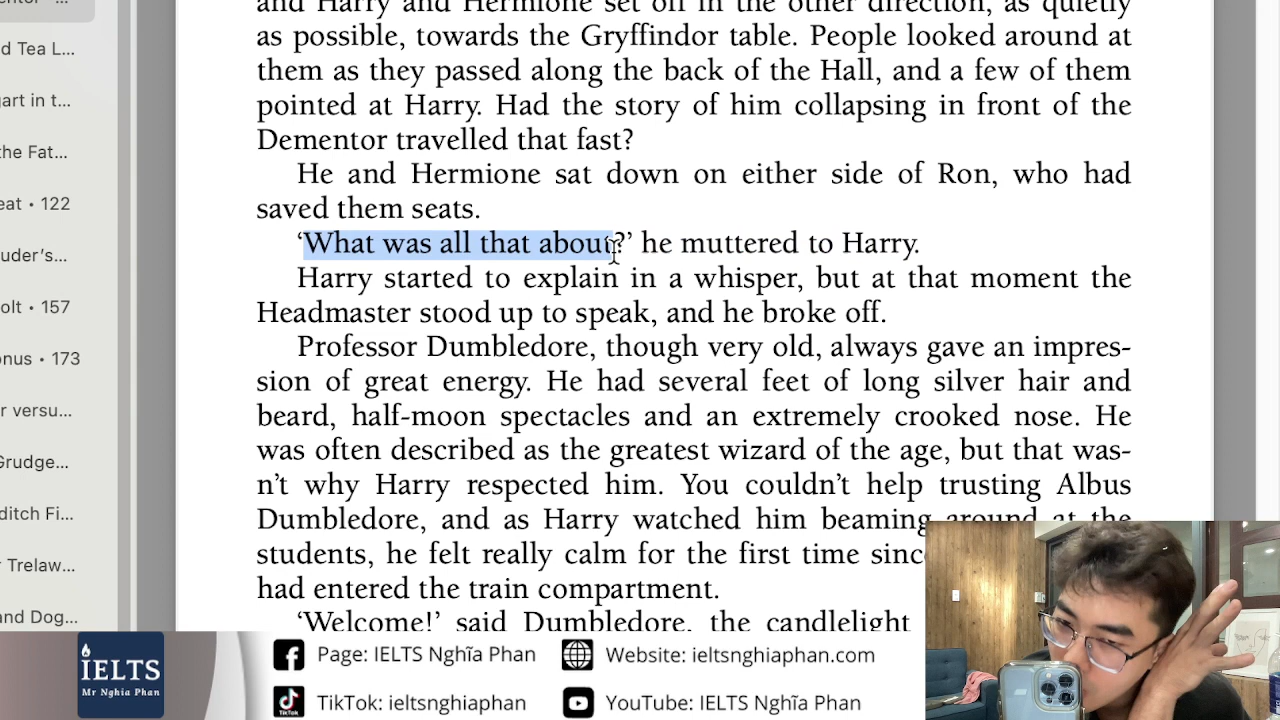 d Tea L...
art in t...
he Fat...
eat • 122
uder's...
olt • 157
nus • 173
r versu...
Grudge...
ditch Fi...
r Trelaw...
and Dog...
and Harry and Hermione set off in the other direction, as quietly
as possible, towards the Gryffindor table. People looked around at
them as they passed along the back of the Hall, and a few of them
pointed at Harry. Had the story of him collapsing in front of the
Dementor travelled that fast?
He and Hermione sat down on either side of Ron, who had
saved them seats.
‘What was all that about?’ he muttered to Harry.
Harry started to explain in a whisper, but at that moment the
Headmaster stood up to speak, and he broke off.
Professor Dumbledore, though very old, always gave an impres-
sion of great energy. He had several feet of long silver hair and
beard, half-moon spectacles and an extremely crooked nose. He
was often described as the greatest wizard of the age, but that was-
n’t why Harry respected him. You couldn’t help trusting Albus
Dumbledore, and as Harry watched him beaming around at the
students, he felt really calm for the first time sinc
had entered the train compartment.
‘Welcome!’ said Dumbledore, the candlelight
IELTS
Mr Nghia Phan
Page: IELTS Nghĩa Phan
Website: ieltsnghiaphan.com
TikTok: ieltsnghiaphan
YouTube: IELTS Nghĩa Phan